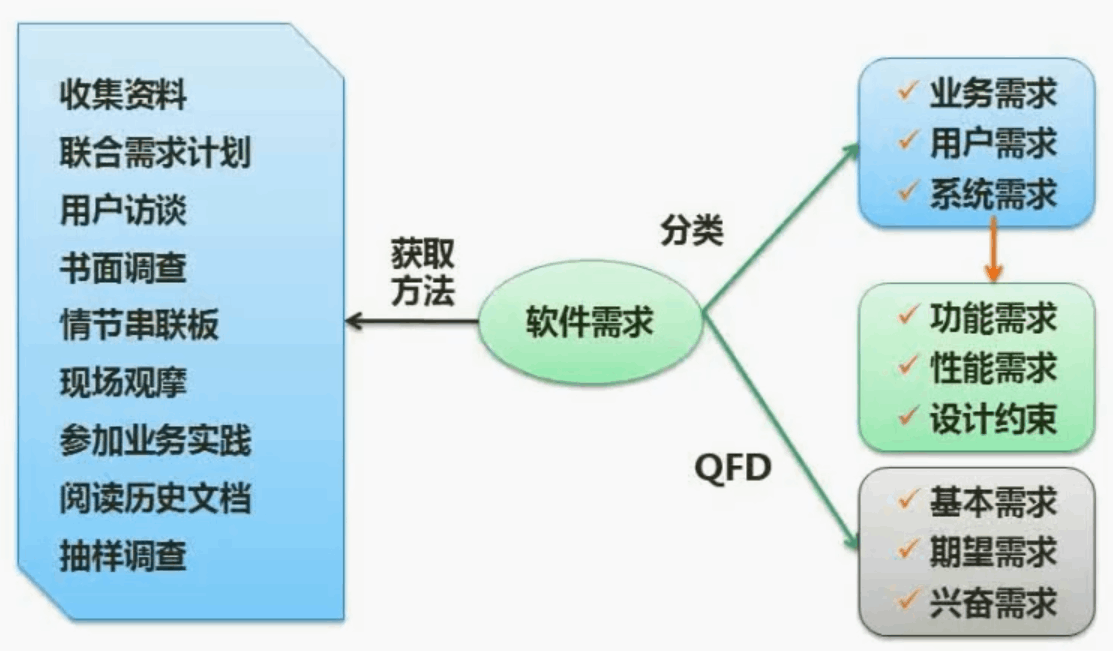 收集资料
联合需求计划
用户访谈
书面调查
情节串联板
现场观摩
参加业务实践
阅读历史文档
抽样调查
获取
方法
软件需求
分类
QFD
业务需求
用户需求
系统需求
功能需求
性能需求
设计约束
基本需求
期望需求
兴奋需求